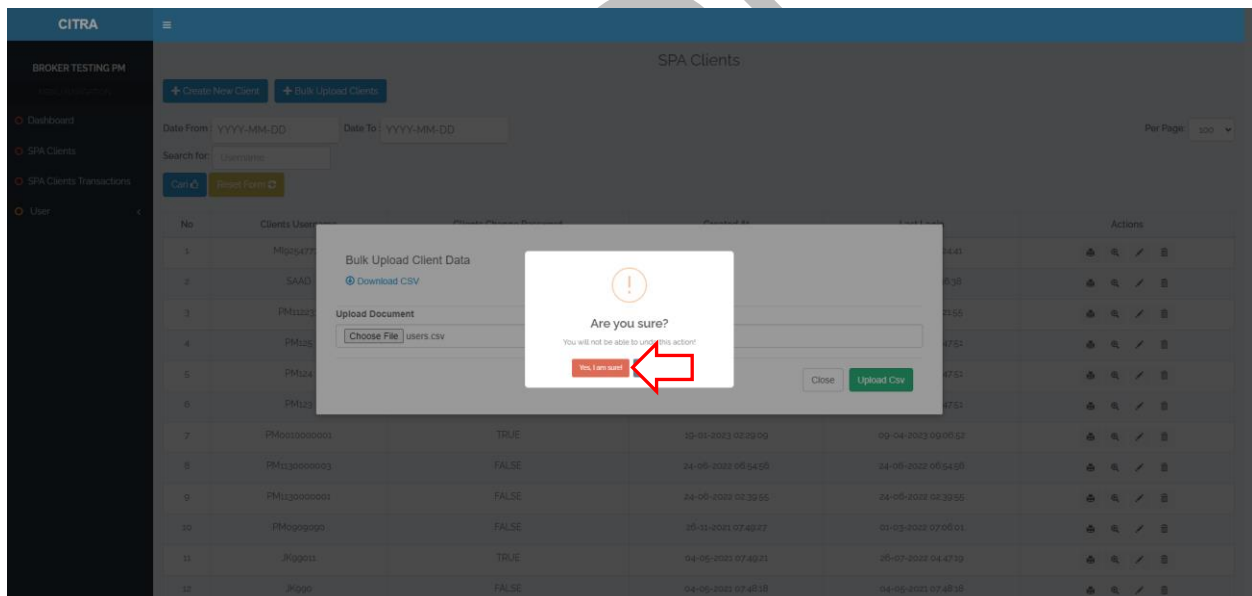 CITRA
BROKER TESTING PM
Dashboard
SPA Clients
SPA Clients Transactions
User
SPA Clients
+ Create New Client + Bulk Upload Clients
Date From: YYYY-MM-DD Date To: YYYY-MM-DD Per Page: 100
Search for: Username
Cari Reset Form
No Clients Created At Last Login Actions
1
2 SAAD
3
4
5 PM124
6 PM123
7 PM0010000001 TRUE 19-01-2023 02:29:09 09-04-2023 09:06:52
8 PM1130000003 FALSE 24-06-2022 06:54:56 24-06-2022 06:54:56
9 PM1130000001 FALSE 24-06-2022 02:39:55 24-06-2022 02:39:55
10 PM0909090 FALSE 26-11-2021 07:49:27 01-03-2022 07:06:01
11 JK99011 TRUE 04-05-2021 07:49:21 26-07-2022 04:47:19
12 JK990 FALSE 04-05-2021 07:48:18 04-05-2021 07:48:18
Bulk Upload Client Data
Download CSV
Upload Document
Choose File users.csv
Close Upload Csv
!
Are you sure?
You will not be able to undo this action!
Yes, I am sure!